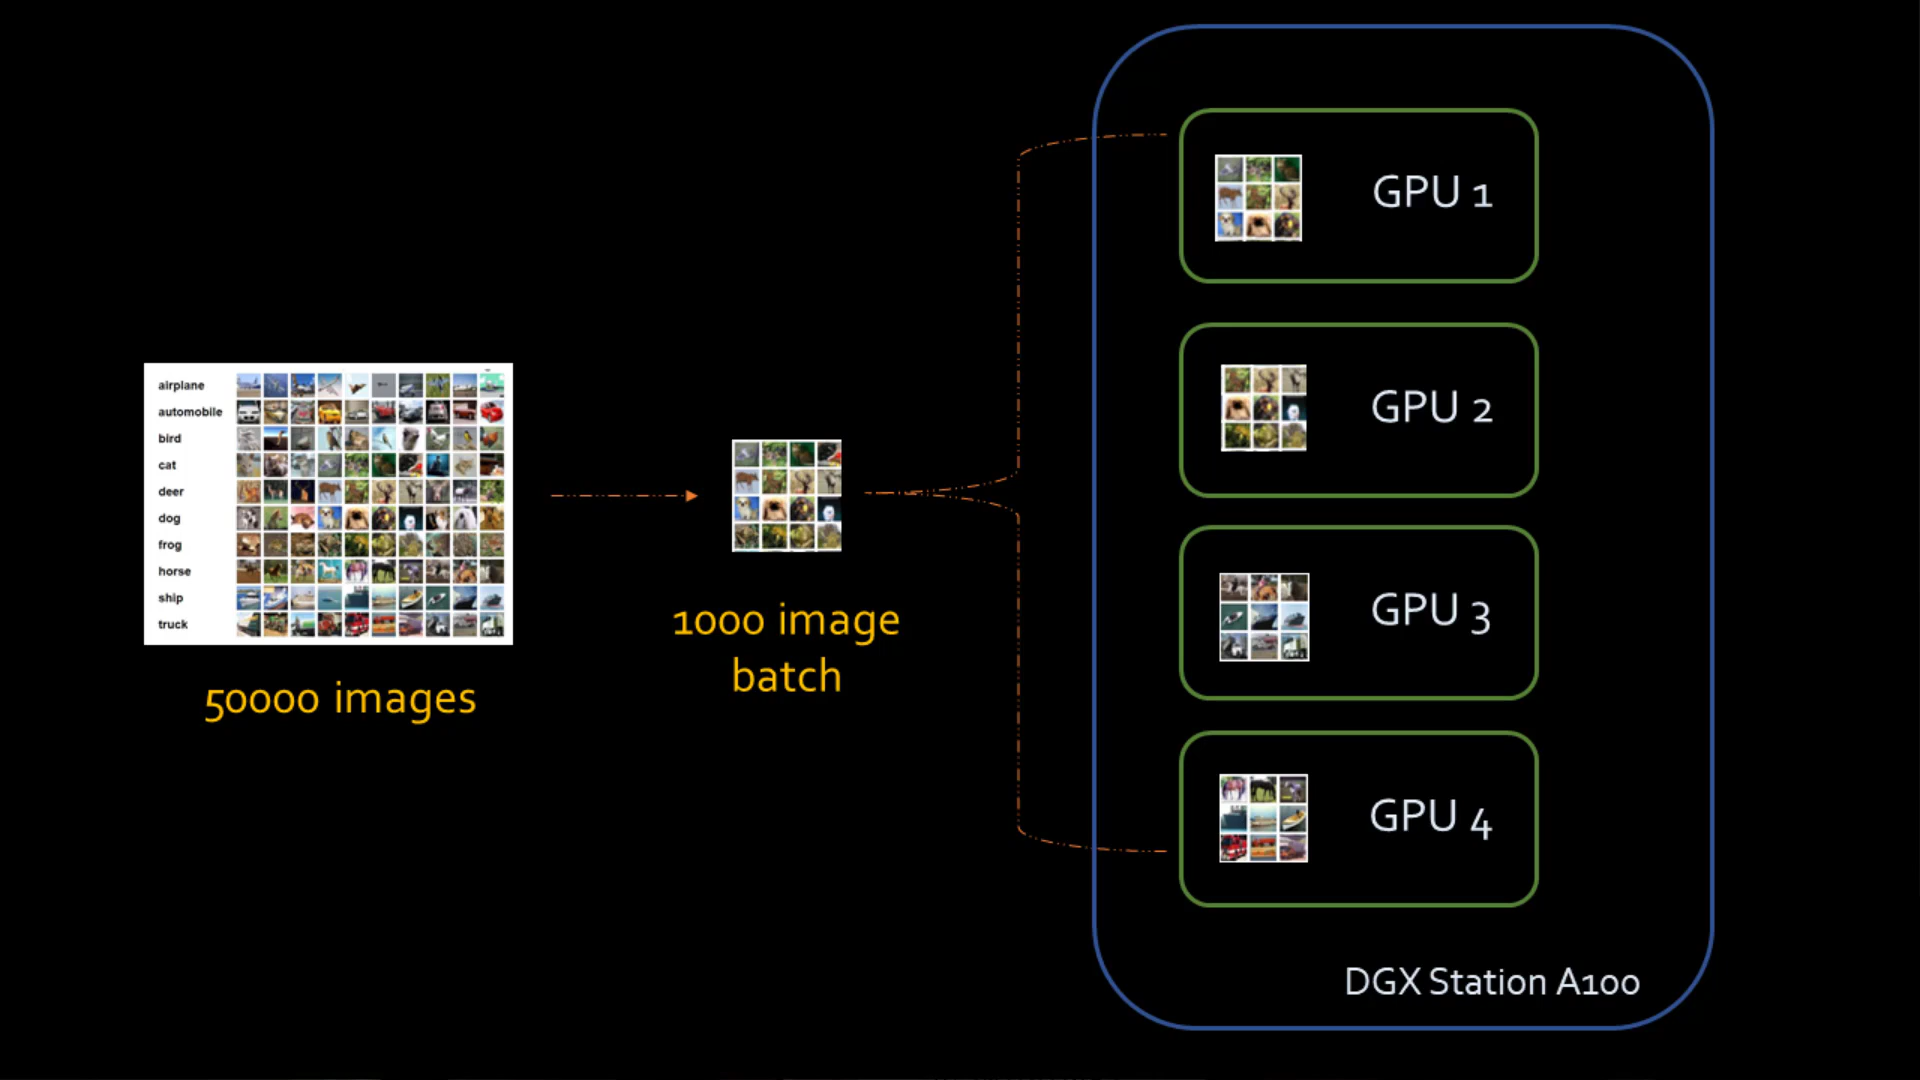 airplane
automobile
bird
cat
deer
dog
frog
horse
ship
truck
50000 images
1000 image
batch
GPU 1
GPU 2
GPU 3
GPU 4
DGX Station A100